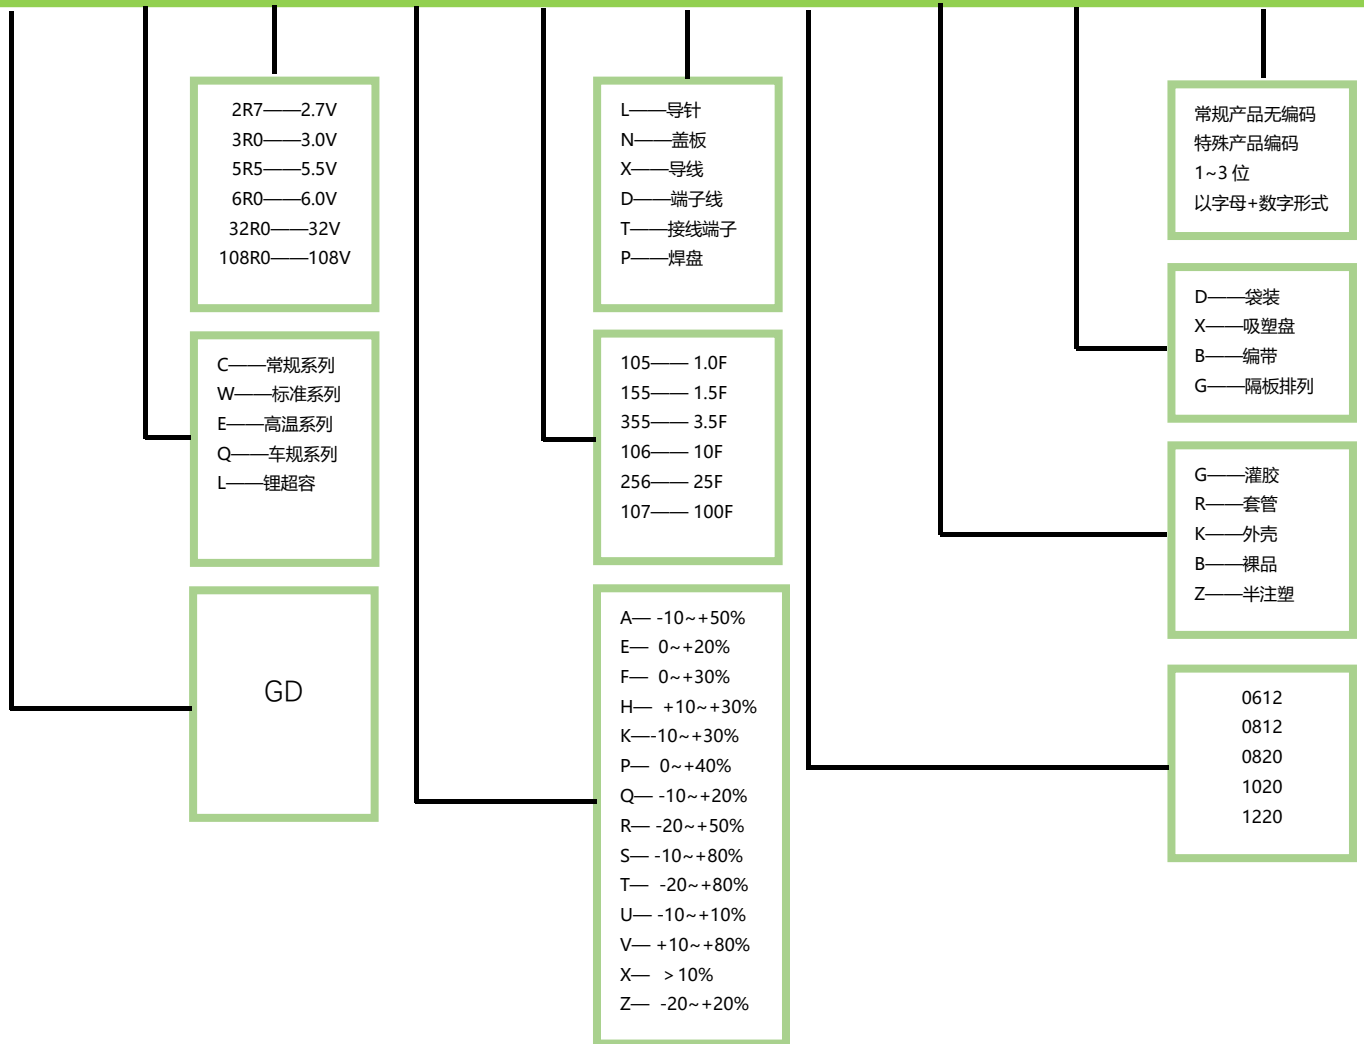 2R7——2.7V
3R0——3.0V
5R5——5.5V
6R0——6.0V
32R0——32V
108R0——108V
C——常规系列
W——标准系列
E——高温系列
Q——车规系列
L——锂超容
GD
L——导针
N——盖板
X——导线
D——端子线
T——接线端子
P——焊盘
105—— 1.0F
155—— 1.5F
355—— 3.5F
106—— 10F
256—— 25F
107—— 100F
A— -10~+50%
E— 0~+20%
F— 0~+30%
H— +10~+30%
K—-10~+30%
P— 0~+40%
Q— -10~+20%
R— -20~+50%
S— -10~+80%
T— -20~+80%
U— -10~+10%
V— +10~+80%
X— >10%
Z— -20~+20%
常规产品无编码
特殊产品编码
1~3 位
以字母+数字形式
D——袋装
X——吸塑盘
B——编带
G——隔板排列
G——灌胶
R——套管
K——外壳
B——裸品
Z——半注塑
0612
0812
0820
1020
1220